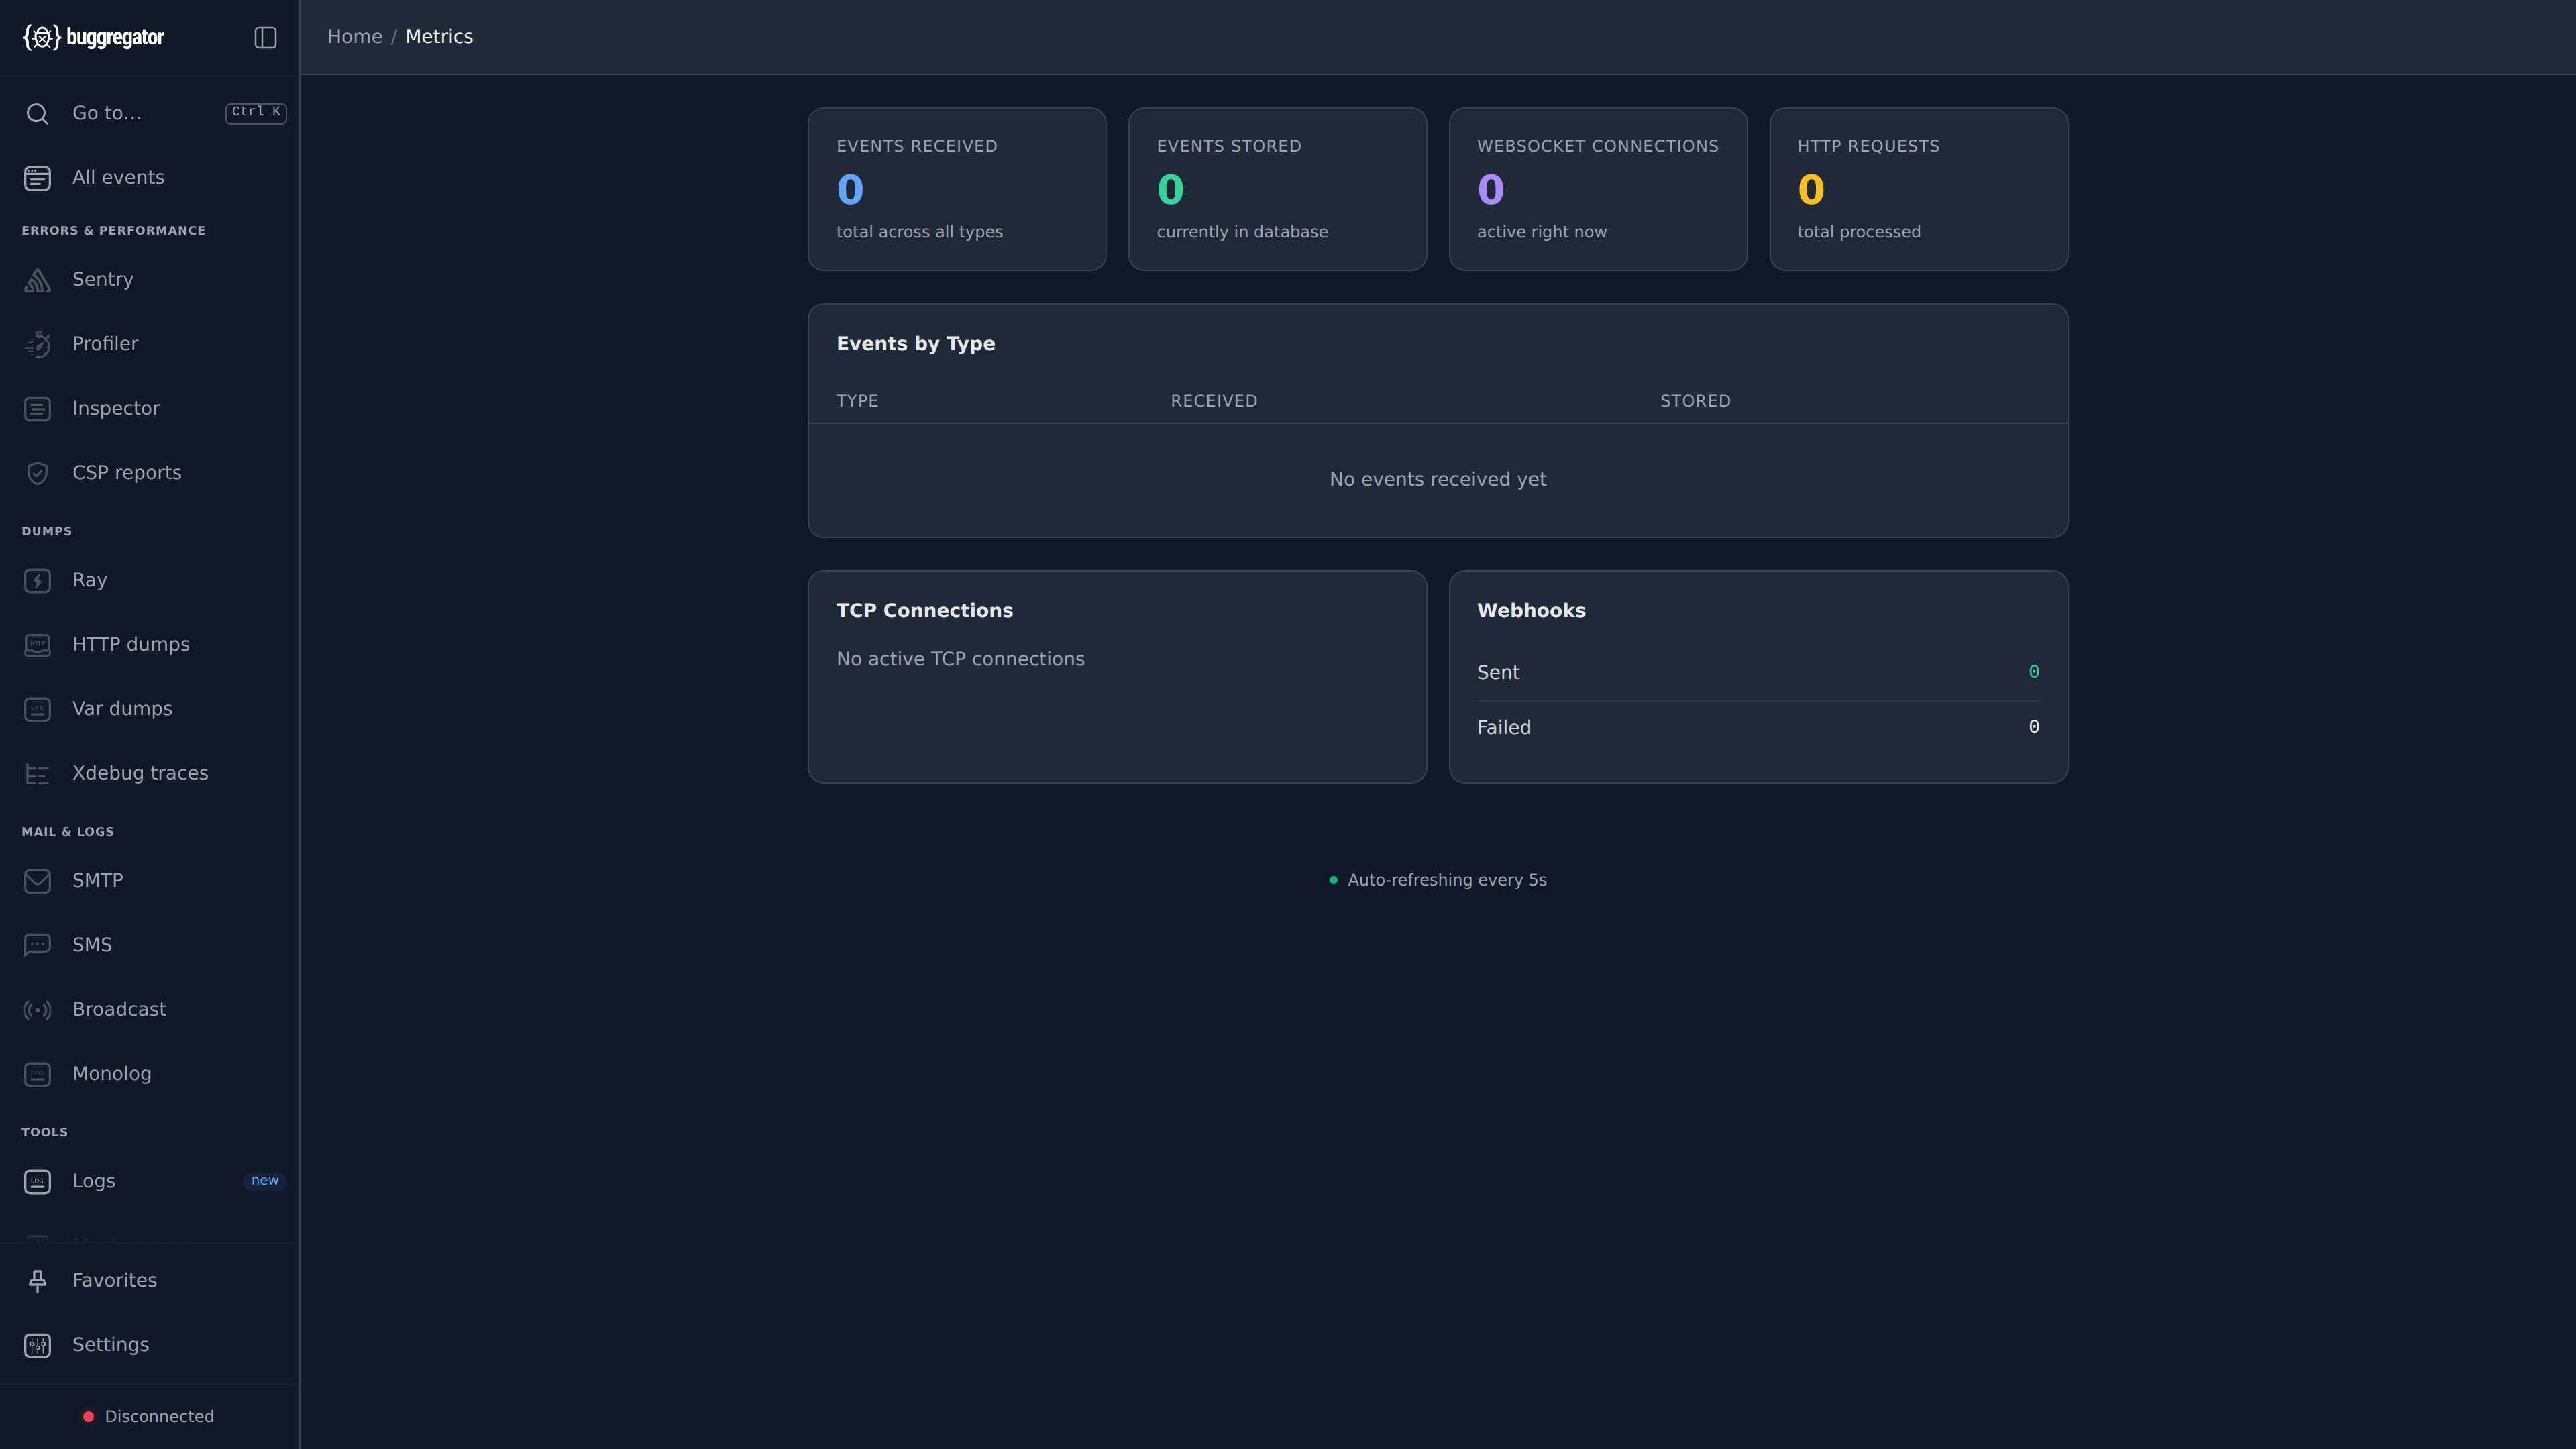 buggregator
Go to...
Ctrl K
All events
ERRORS & PERFORMANCE
Sentry
Profiler
Inspector
CSP reports
DUMPS
Ray
HTTP
HTTP dumps
VAR
Var dumps
Xdebug traces
MAIL & LOGS
SMTP
SMS
Broadcast
LOG
Monolog
TOOLS
LOG
Logs
new
Favorites
Settings
Disconnected
Home / Metrics
EVENTS RECEIVED
0
total across all types
EVENTS STORED
0
currently in database
WEBSOCKET CONNECTIONS
0
active right now
HTTP REQUESTS
0
total processed
Events by Type
TYPE RECEIVED STORED
No events received yet
TCP Connections
No active TCP connections
Webhooks
Sent 0
Failed 0
Auto-refreshing every 5s